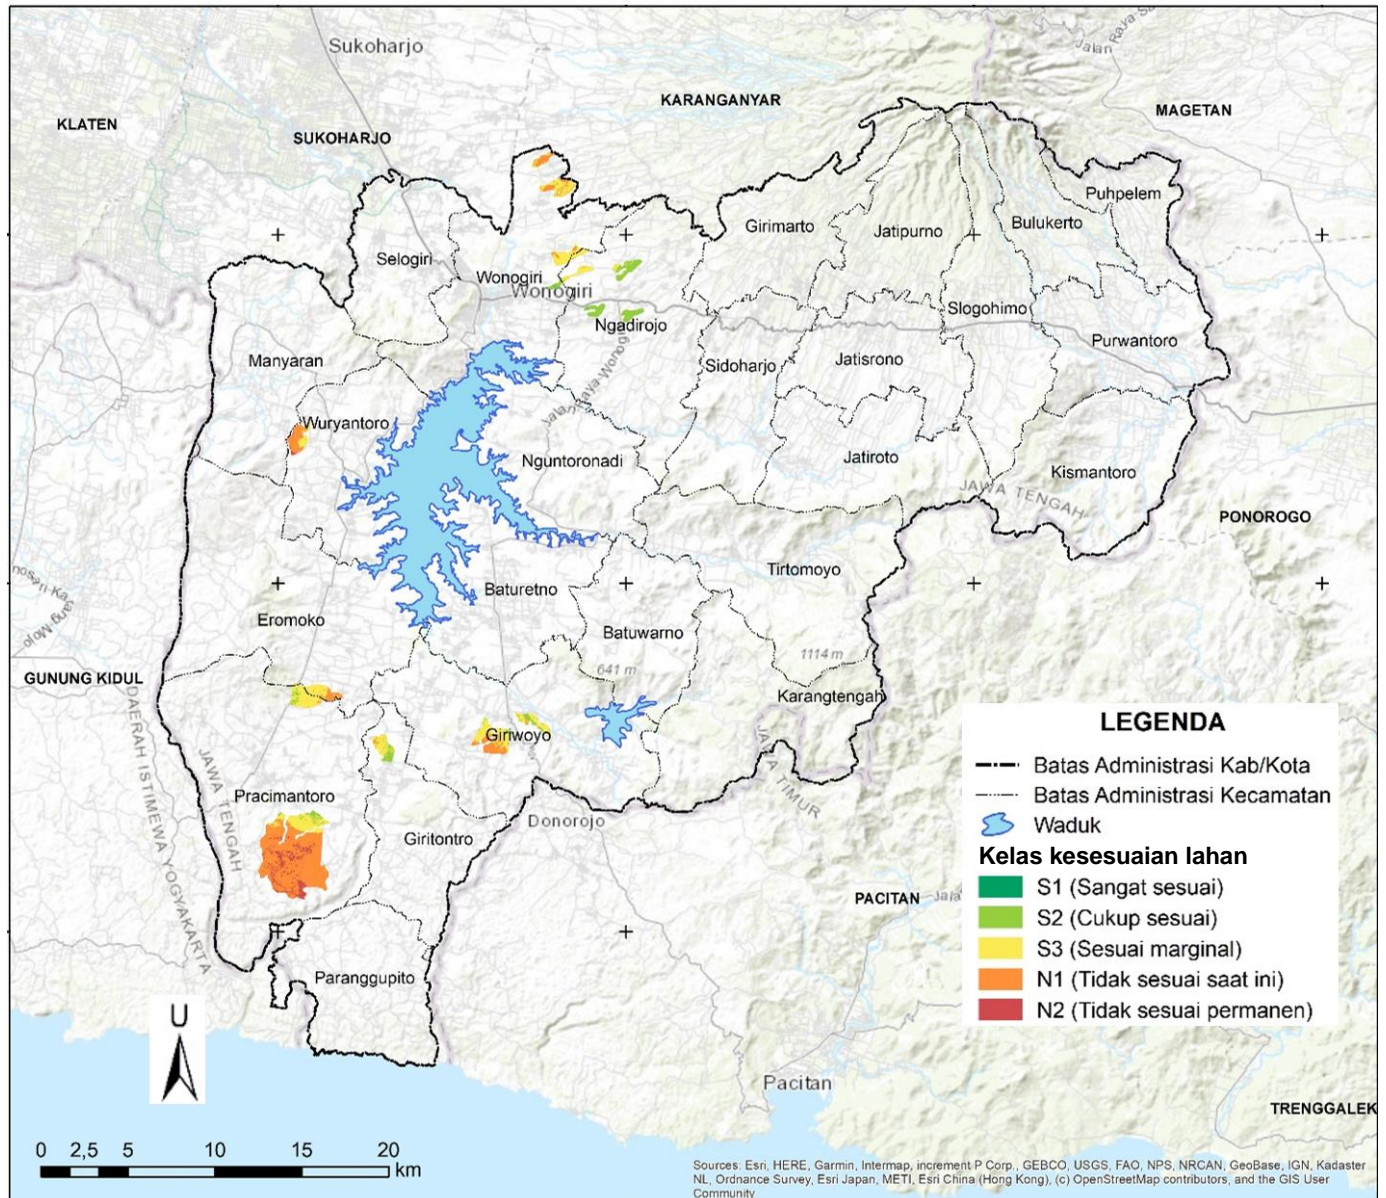 Sukoharjo
Jalan Raya-Sa
KARANGANYAR
MAGETAN
KLATEN
SUKOHARJO
Puhpelem
Girimarto
Jatipurno
Bulukerto
Selogiri
Wonogiri
Wonogiri
Slogohimo
Ngadirojo
Purwantoro
Manyaran
Sidoharjo
Jatisrono
Jalan Raya-Wonogiri
Wuryantoro
Nguntoronadi
Jatiroto
Kismantoro
JAWA TENGAH
PONOROGO
Tirtomoyo
Baturetno
Eromoko
Batuwarno
1114 m
641 m
GUNUNG KIDUL
Karangtengah
DAERAH ISTIMEWA YOGYAKARTA
JAWA TENGAH
JAWA TIMUR
Giriwoyo
Pracimantoro
Donorojo
Giritontro
PACITAN
Paranggupito
Pacitan
TRENGGALEK
LEGENDA
Batas Administrasi Kab/Kota
Batas Administrasi Kecamatan
Waduk
Kelas kesesuaian lahan
S1 (Sangat sesuai)
S2 (Cukup sesuai)
S3 (Sesuai marginal)
N1 (Tidak sesuai saat ini)
N2 (Tidak sesuai permanen)
U
0 2,5 5 10 15 20
km
Sources: Esri, HERE, Garmin, Intermap, increment P Corp., GEBCO, USGS, FAO, NPS, NRCAN, GeoBase, IGN, Kadaster
NL, Ordnance Survey, Esri Japan, METI, Esri China (Hong Kong), (c) OpenStreetMap contributors, and the GIS User
Community